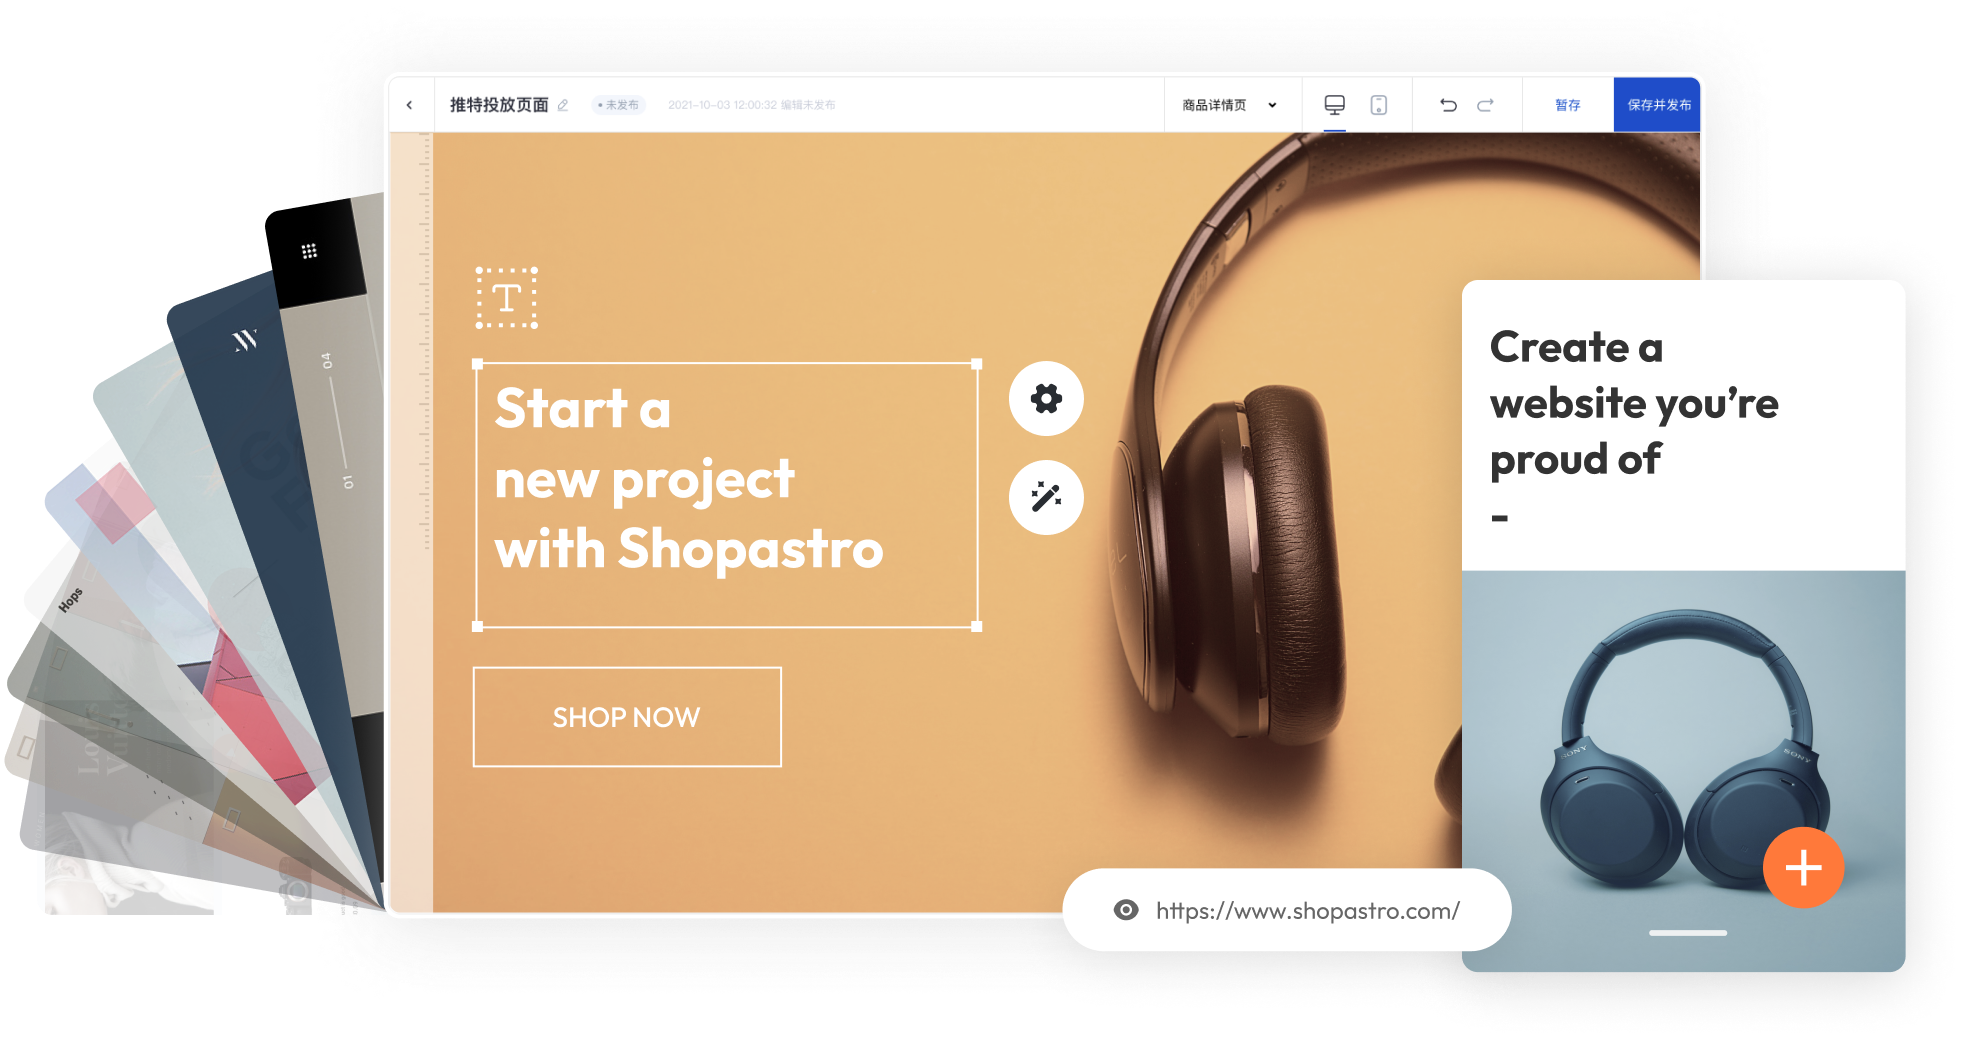 推特投放页面
未发布
2021-10-03 12:00:32 编辑未发布
商品详情页
暂存
保存并发布
04
01
Hops
Start a
new project
with Shopastro
SHOP NOW
Create a
website you’re
proud of
-
SONY
SONY
https://www.shopastro.com/